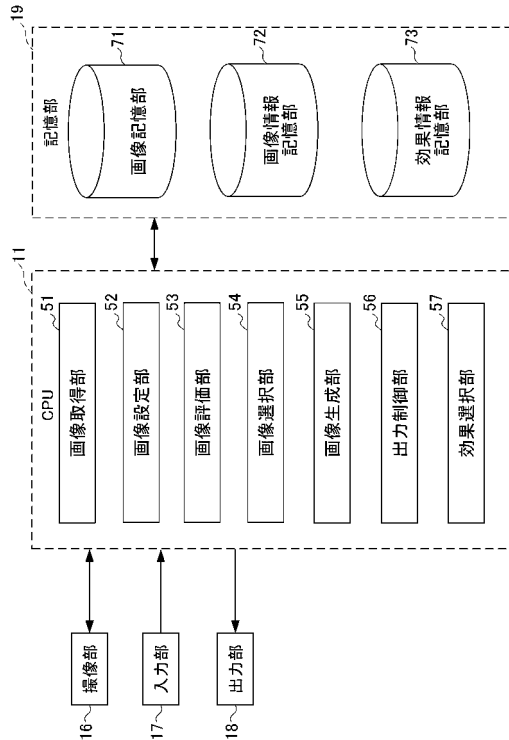 11
CPU
画像取得部
51
画像設定部
52
画像評価部
53
画像選択部
54
画像生成部
55
出力制御部
56
効果選択部
57
撮像部
16
入力部
17
出力部
18
19
記憶部
画像記憶部
71
画像情報
記憶部
72
効果情報
記憶部
73